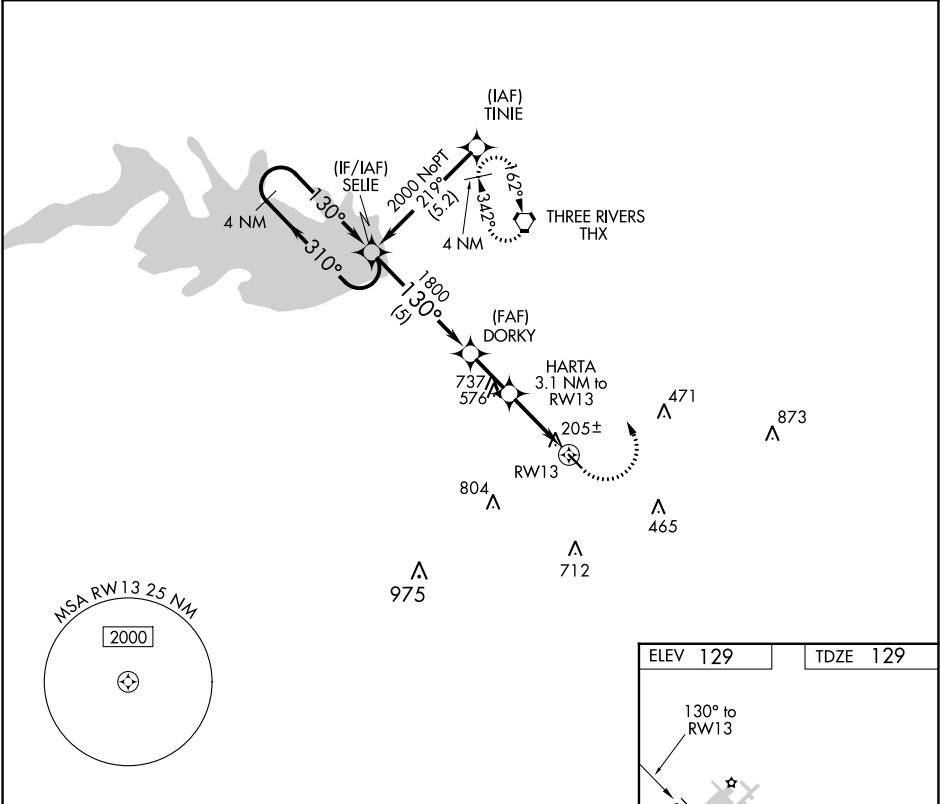 (IAF)
TINIE
(IF/IAF)
SELIE
2000 NoPT
219°
(5.2)
162°
342°
4 NM
THREE RIVERS
THX
130°
4 NM
310°
1800
130°
(5)
(FAF)
DORKY
HARTA
3.1 NM to
RW13
737
576
205±
471
873
RW13
804
465
712
975
MSA RW13 25 NM
2000
ELEV 129
TDZE 129
130° to
RW13